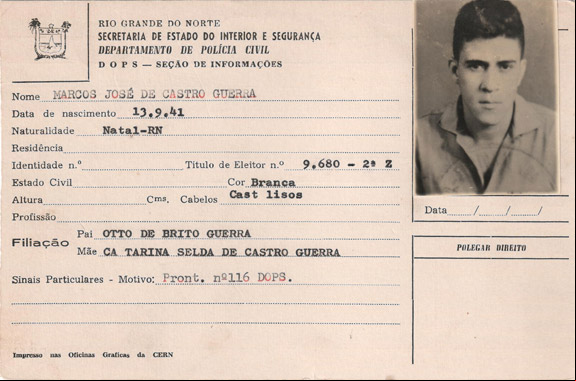 RIO GRANDE DO NORTE
SECRETARIA DE ESTADO DO INTERIOR E SEGURANÇA
DEPARTAMENTO DE POLÍCIA CIVIL
DOPS — SEÇÃO DE INFORMAÇÕES
Nome MARCOS JOSÉ DE CASTRO GUERRA
Data de nascimento 13.9.41
Naturalidade Natal-RN
Residência
Identidade n.º Título de Eleitor n.º 9.680 - 2ª Z
Estado Civil Cor Branca
Altura Cms, Cabelos Cast lisos
Profissão
Filiação
Pai OTTO DE BRITO GUERRA
Mãe CA TARINA SELDA DE CASTRO GUERRA
Sinais Particulares - Motivo: Pront. nº116 DOPS.
Impresso nas Oficinas Graficas da CERN
Data / / /
POLEGAR DIREITO